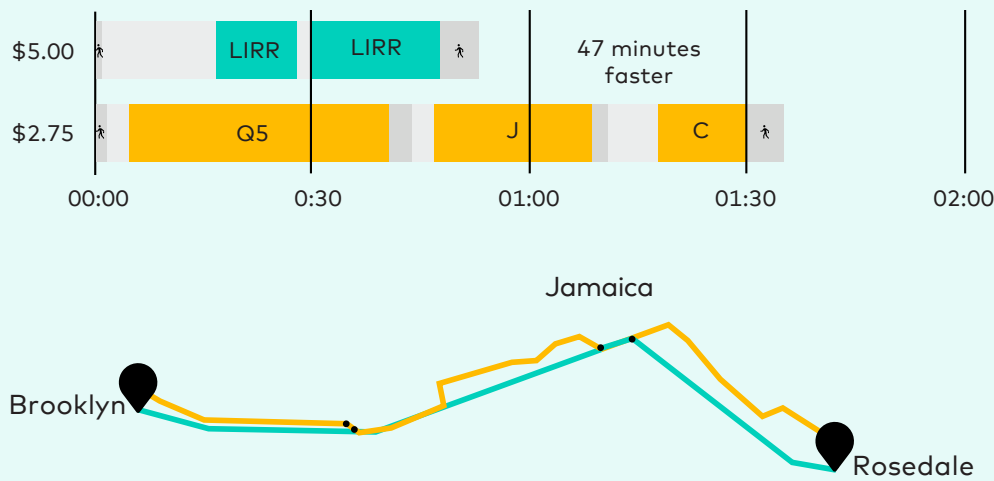 $5.00
LIRR
LIRR
47 minutes
faster
$2.75
Q5
J
C
00:00
0:30
01:00
01:30
02:00
Jamaica
Brooklyn
Rosedale